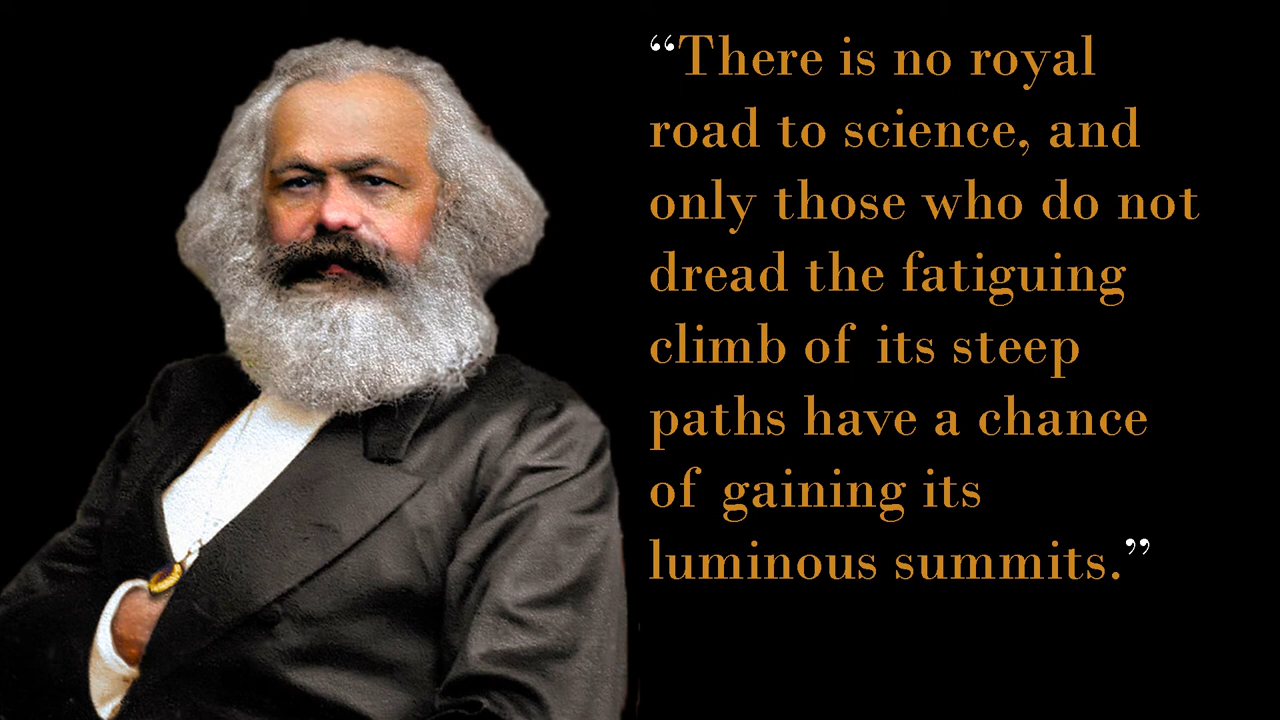 “There is no royal
road to science, and
only those who do not
dread the fatiguing
climb of its steep
paths have a chance
of gaining its
luminous summits.”